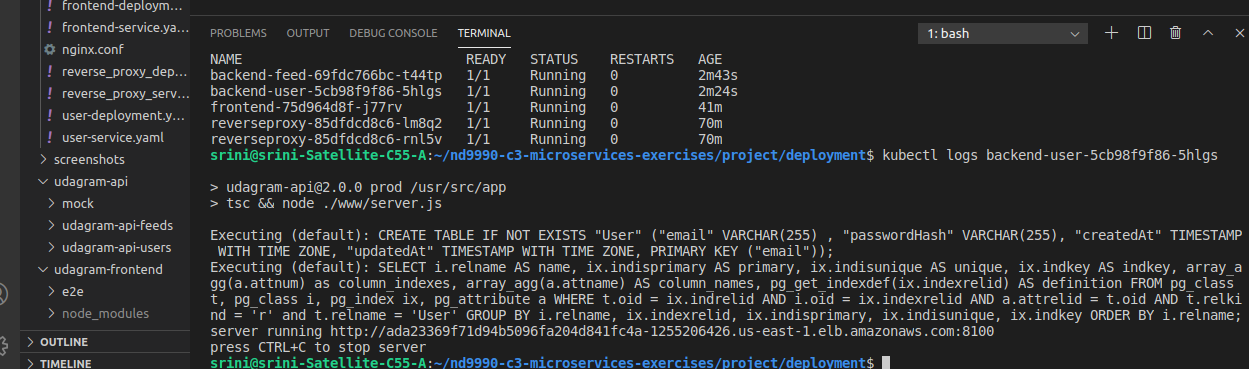 frontend-deploym...
frontend-service.ya...
nginx.conf
reverse_proxy_dep...
reverse_proxy_serv...
user-deployment.y...
user-service.yaml
screenshots
udagram-api
mock
udagram-api-feeds
udagram-api-users
udagram-frontend
e2e
node_modules
OUTLINE
TIMELINE
PROBLEMS OUTPUT DEBUG CONSOLE TERMINAL 1: bash
NAME READY STATUS RESTARTS AGE
backend-feed-69fdc766bc-t44tp 1/1 Running 0 2m43s
backend-user-5cb98f9f86-5hlgs 1/1 Running 0 2m24s
frontend-75d964d8f-j77rv 1/1 Running 0 41m
reverseproxy-85dfdcd8c6-lm8q2 1/1 Running 0 70m
reverseproxy-85dfdcd8c6-rnl5v 1/1 Running 0 70m
srini@srini-Satellite-C55-A:~/nd9990-c3-microservices-exercises/project/deployment$ kubectl logs backend-user-5cb98f9f86-5hlgs
> udagram-api@2.0.0 prod /usr/src/app
> tsc && node ./www/server.js
Executing (default): CREATE TABLE IF NOT EXISTS "User" ("email" VARCHAR(255) , "passwordHash" VARCHAR(255), "createdAt" TIMESTAMP
WITH TIME ZONE, "updatedAt" TIMESTAMP WITH TIME ZONE, PRIMARY KEY ("email"));
Executing (default): SELECT i.relname AS name, ix.indisprimary AS primary, ix.indisunique AS unique, ix.indkey AS indkey, array_a
gg(a.attnum) as column_indexes, array_agg(a.attname) AS column_names, pg_get_indexdef(ix.indexrelid) AS definition FROM pg_class
t, pg_class i, pg_index ix, pg_attribute a WHERE t.oid = ix.indrelid AND i.oid = ix.indexrelid AND a.attrelid = t.oid AND t.relki
nd = 'r' and t.relname = 'User' GROUP BY i.relname, ix.indexrelid, ix.indisprimary, ix.indisunique, ix.indkey ORDER BY i.relname;
server running http://ada23369f71d94b5096fa204d841fc4a-1255206426.us-east-1.elb.amazonaws.com:8100
press CTRL+C to stop server
srini@srini-Satellite-C55-A:~/nd9990-c3-microservices-exercises/project/deployment$